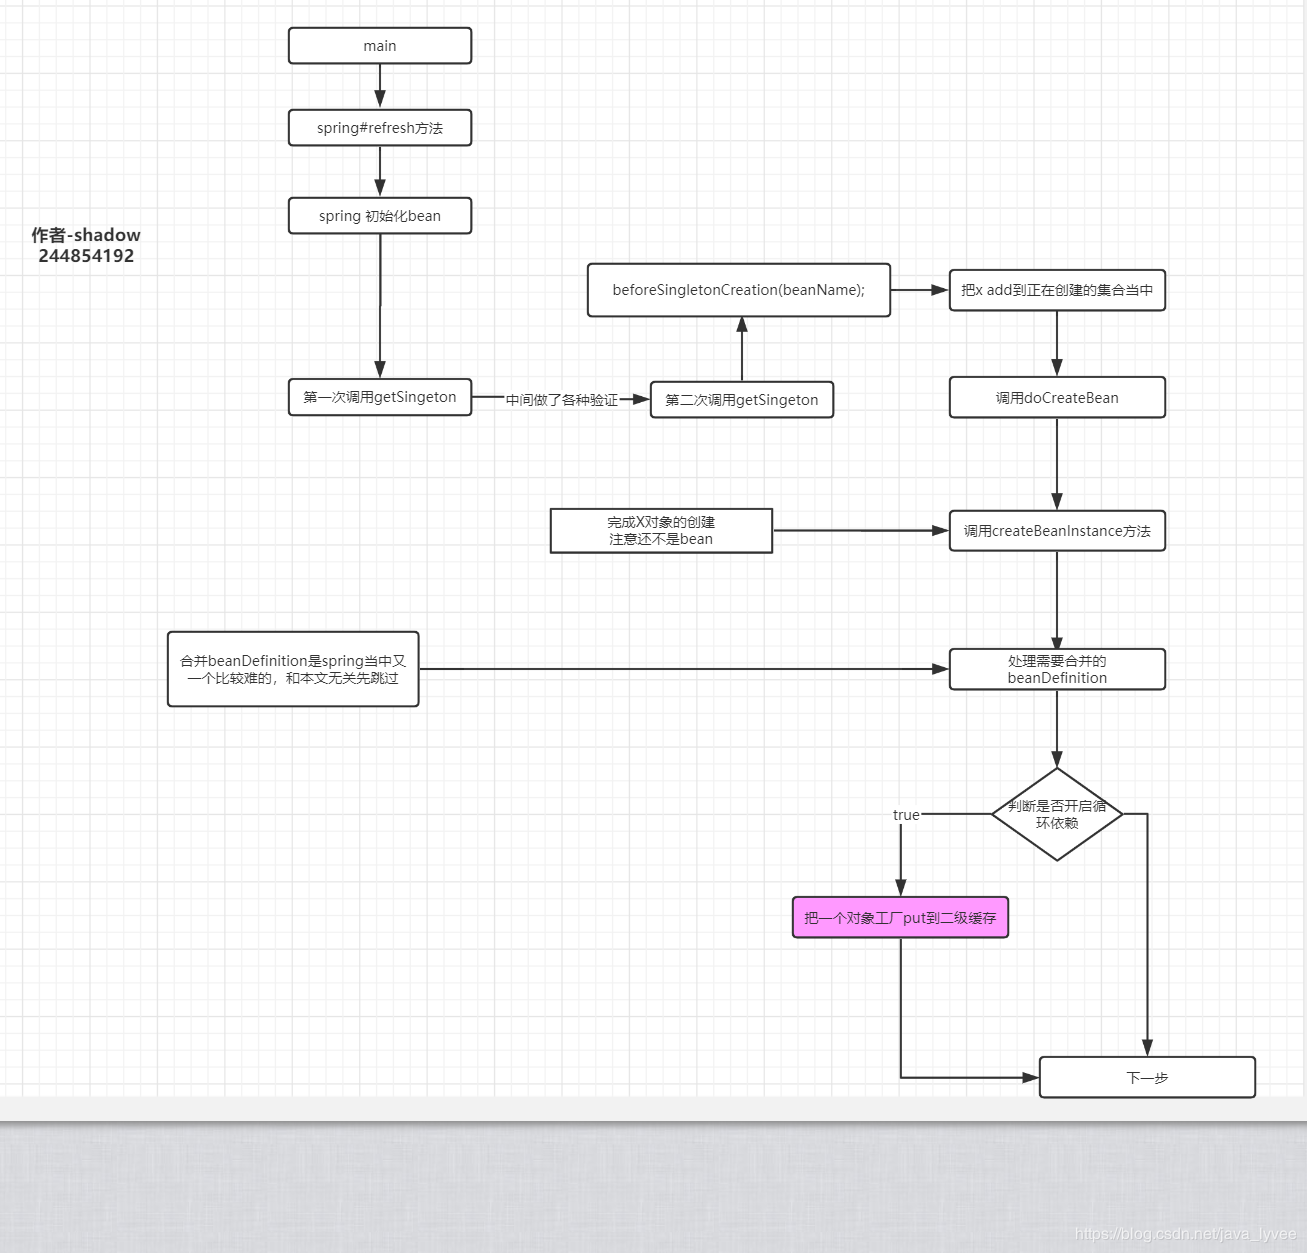 main
spring#refresh方法
spring 初始化bean
作者-shadow
244854192
beforeSingletonCreation(beanName);
把x add到正在创建的集合当中
第一次调用getSingeton
中间做了各种验证
第二次调用getSingeton
调用doCreateBean
完成X对象的创建
注意还不是bean
调用createBeanInstance方法
合并beanDefinition是spring当中又
一个比较难的，和本文无关先跳过
处理需要合并的
beanDefinition
判断是否开启循
环依赖
true
把一个对象工厂put到二级缓存
下一步
https://blog.csdn.net/java_lyvee